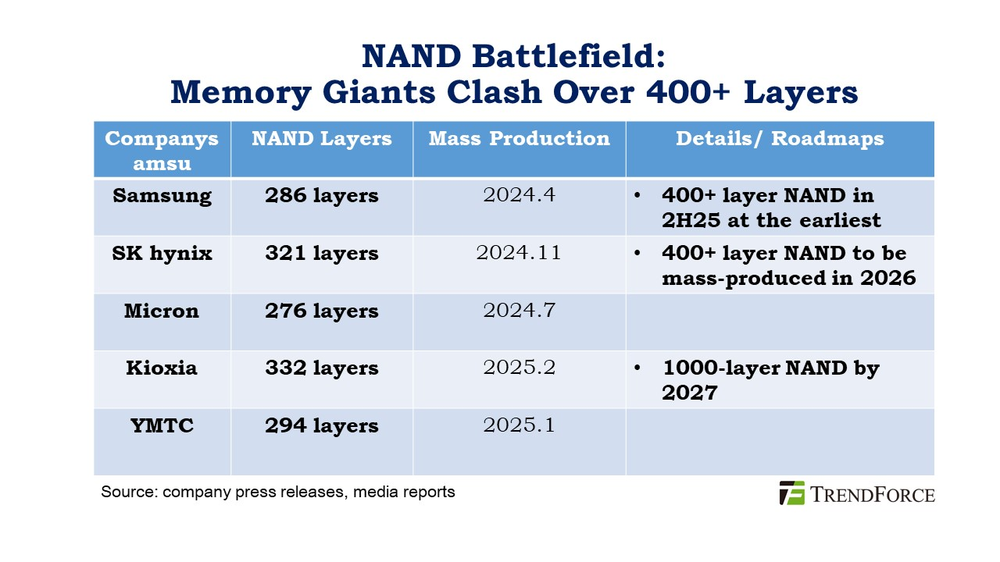 NAND Battlefield:
Memory Giants Clash Over 400+ Layers
Companys
amsu
NAND Layers
Mass Production
Details/ Roadmaps
Samsung
286 layers
2024.4
• 400+ layer NAND in
2H25 at the earliest
SK hynix
321 layers
2024.11
• 400+ layer NAND to be
mass-produced in 2026
Micron
276 layers
2024.7
Kioxia
332 layers
2025.2
• 1000-layer NAND by
2027
YMTC
294 layers
2025.1
Source: company press releases, media reports
TRENDFORCE